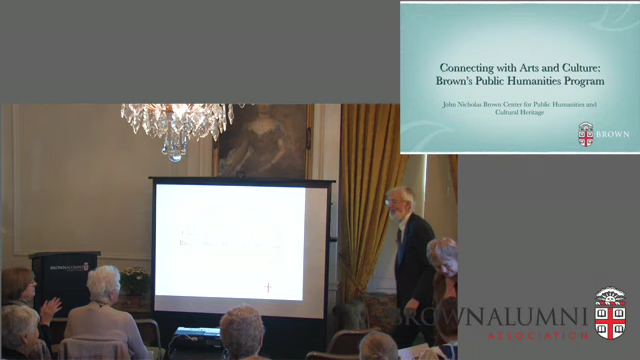 Connecting with Arts and Culture:
Brown's Public Humanities Program
John Nicholas Brown Center for Public Humanities and
Cultural Heritage
BROWN
BROWNALUMNI
BROWNALUMNI
ASSOCIATION